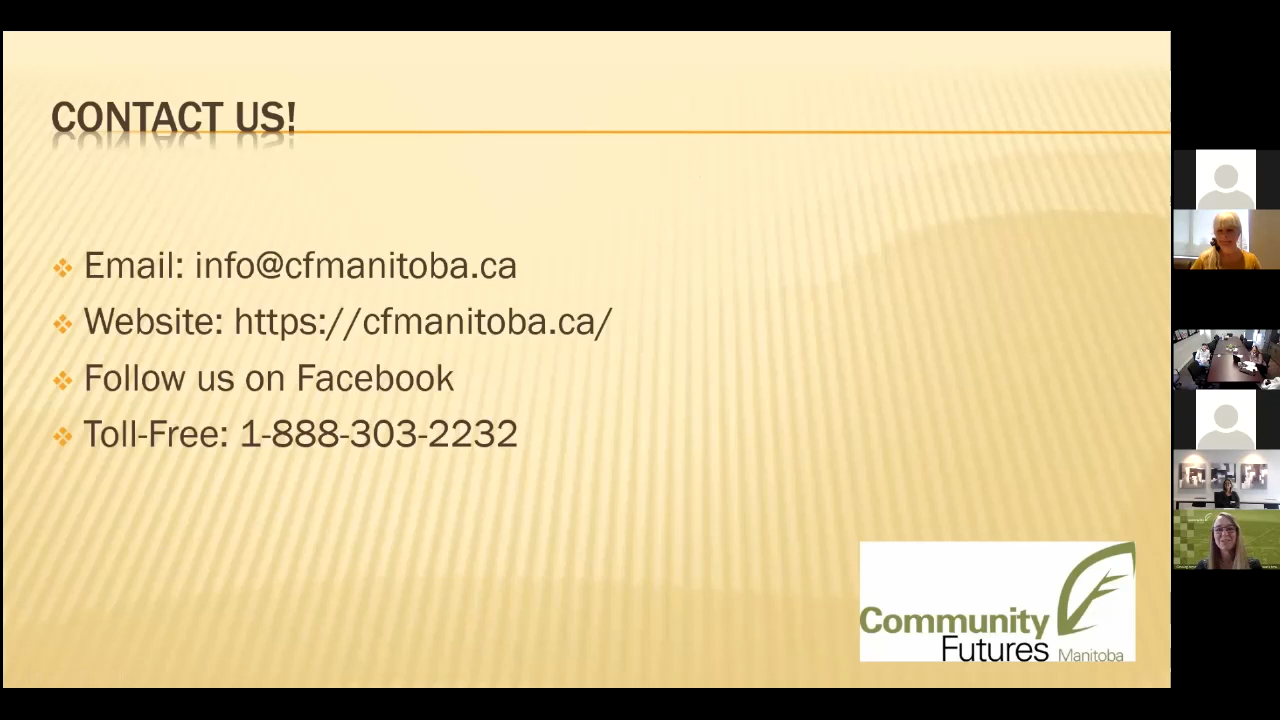 CONTACT US!
Email: info@cfmanitoba.ca
Website: https://cfmanitoba.ca/
Follow us on Facebook
Toll-Free: 1-888-303-2232
Community
Futures Manitoba